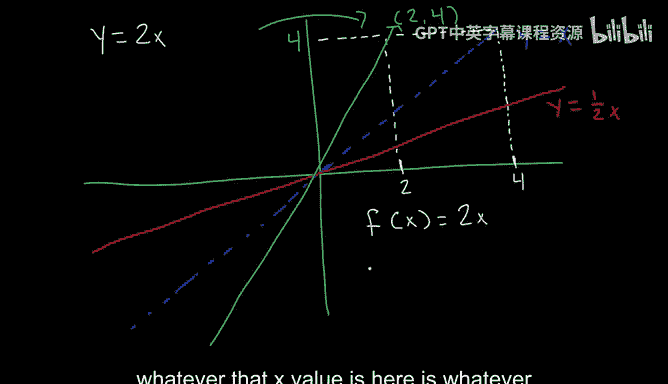 y = 2x
(2,4)
4
GPT中英字幕课程资源 bilibili
y = 1/2 x
2
4
f(x) = 2x
whatever that x value is here is whatever